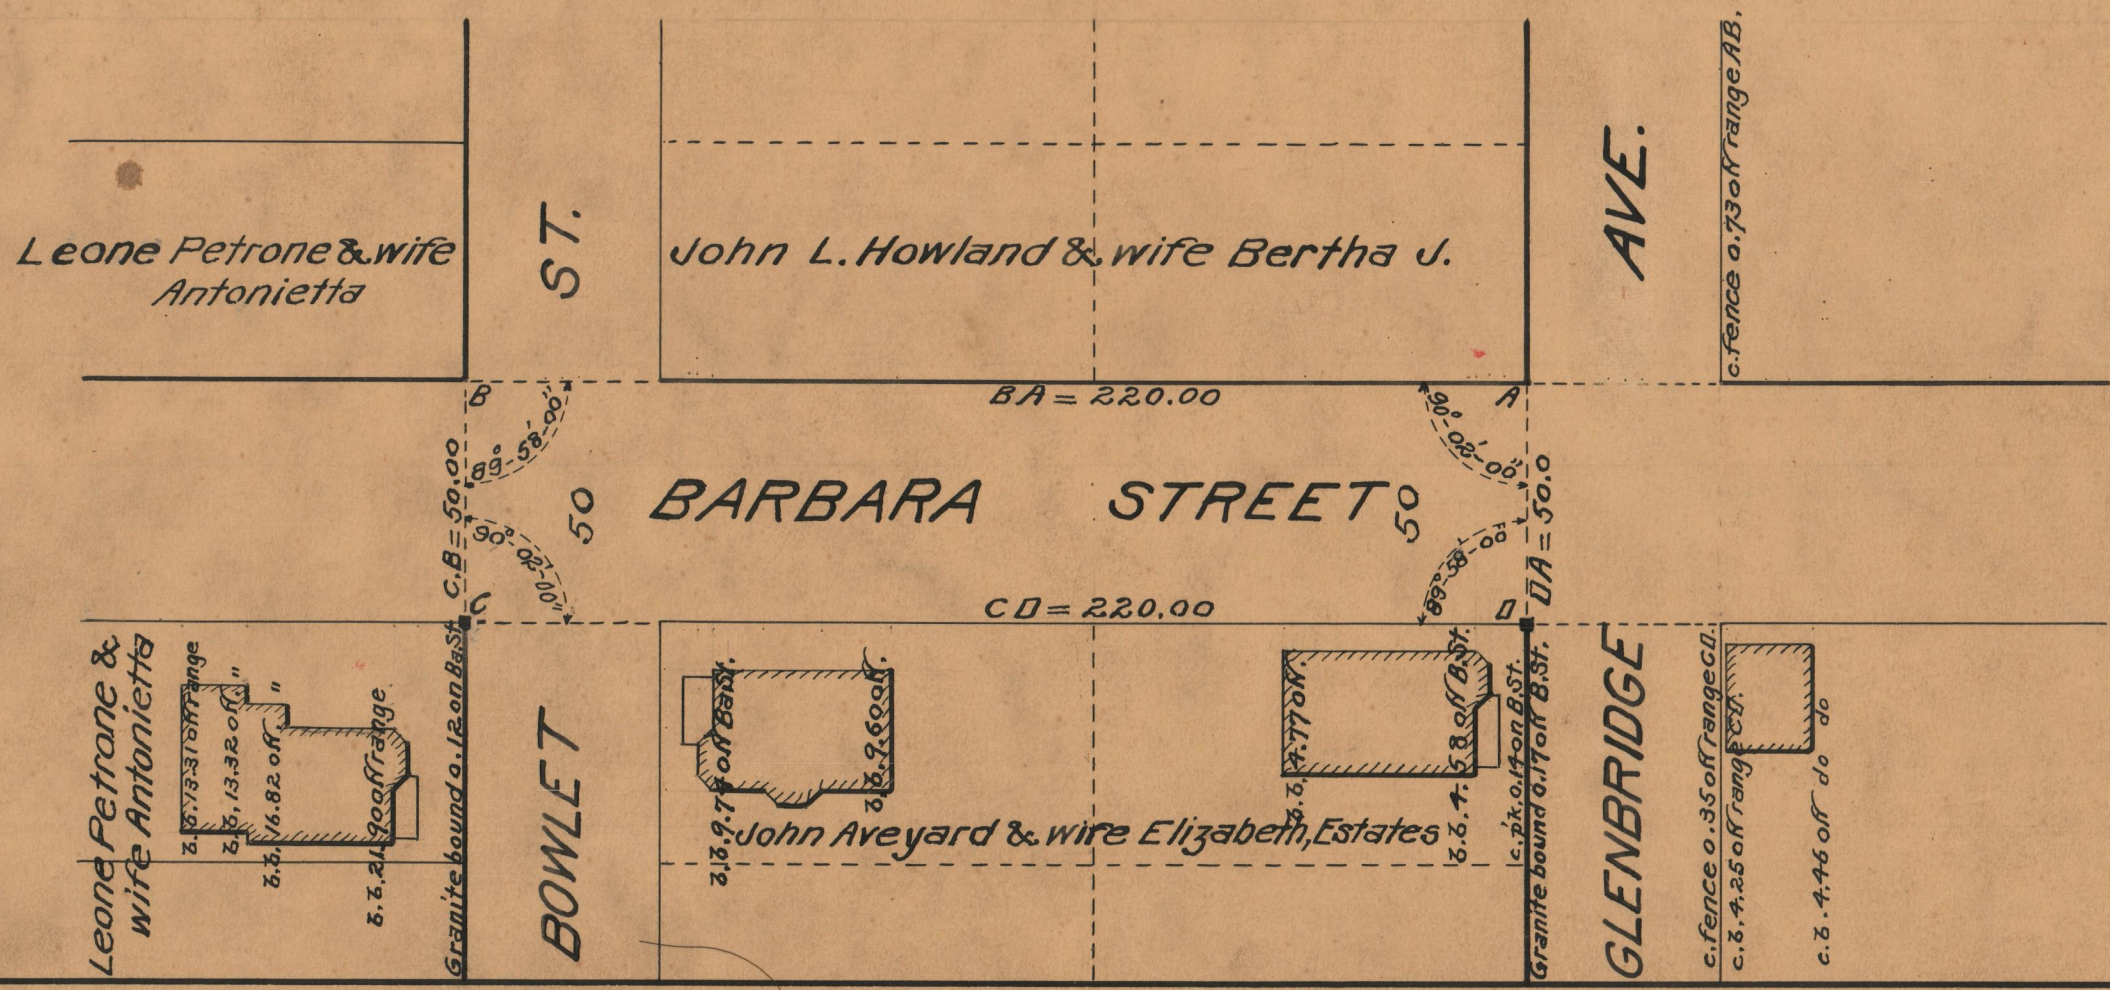 Leone Petrone & wife
Antonietta
ST.
John L. Howland & wife Bertha J.
AVE.
c. fence 0.73 off range AB.
B
BA = 220.00
A
89°-58'-00"
90°-02'-00"
C.B = 50.00
50
BARBARA STREET
50
DA = 50.0
90°-02'-00"
89°-58'-00"
C
CD = 220.00
D
Leone Petrone &
wife Antonietta
13.31 off range
13.32 off "
16.82 off "
21.90 off range
Granite bound 0.12 on Ba St.
BOWLET
9.74 off Ba St.
9.60 off
4.77 off
4.58 off B. St.
c. pk. 0.14 on B. St.
John Aveyard & wife Elizabeth, Estates
Granite bound 0.17 off B. St.
GLENBRIDGE
c. fence 0.35 off range CD.
c. b. 4.25 off range CD.
c. b. 4.46 off do do